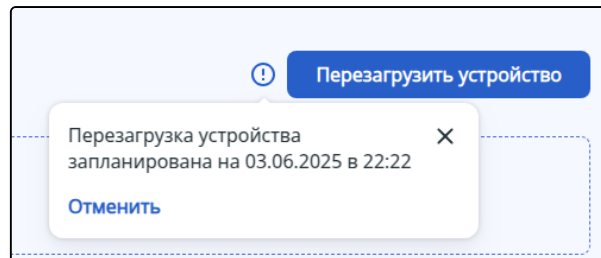 Перезагрузить устройство
Перезагрузка устройства
запланирована на 03.06.2025 в 22:22
Отменить